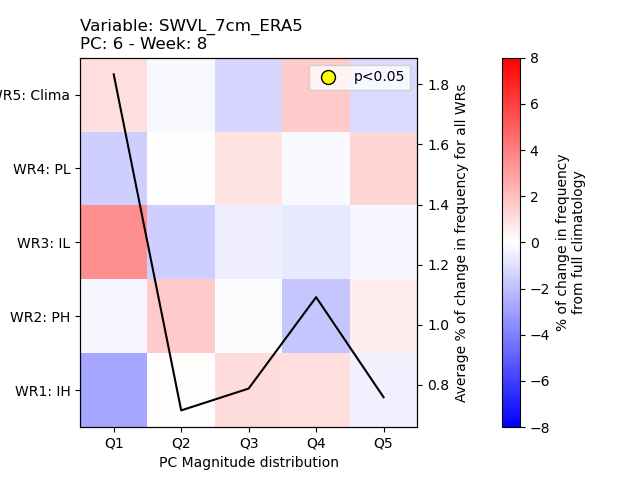 Variable: SWVL_7cm_ERA5
PC: 6 - Week: 8
p<0.05
WR5: Clima
WR4: PL
WR3: IL
WR2: PH
WR1: IH
Q1 Q2 Q3 Q4 Q5
PC Magnitude distribution
1.8
1.6
1.4
1.2
1.0
0.8
Average % of change in frequency for all WRs
8
6
4
2
0
−2
−4
−6
−8
% of change in frequency
from full climatology